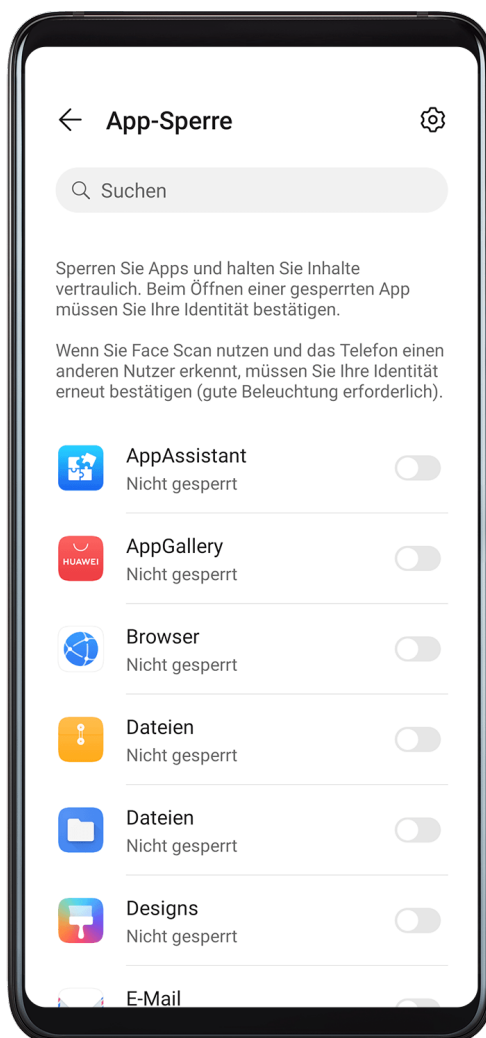 App-Sperre
Suchen
Sperren Sie Apps und halten Sie Inhalte
vertraulich. Beim Öffnen einer gesperrten App
müssen Sie Ihre Identität bestätigen.
Wenn Sie Face Scan nutzen und das Telefon einen
anderen Nutzer erkennt, müssen Sie Ihre Identität
erneut bestätigen (gute Beleuchtung erforderlich).
AppAssistant
Nicht gesperrt
AppGallery
HUAWEI
Nicht gesperrt
Browser
Nicht gesperrt
Dateien
Nicht gesperrt
Dateien
Nicht gesperrt
Designs
Nicht gesperrt
E-Mail